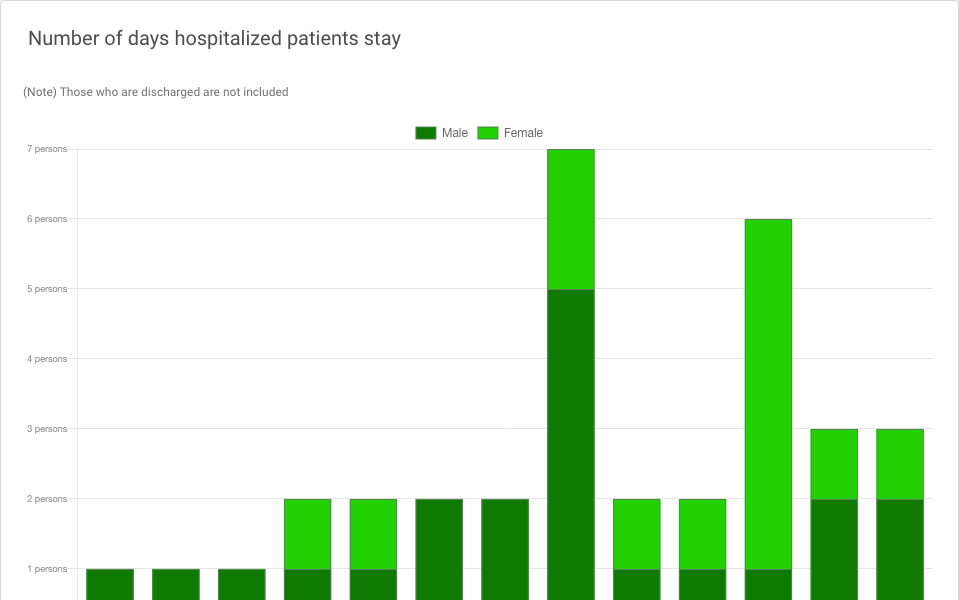 Number of days hospitalized patients stay
(Note) Those who are discharged are not included
Male Female
7 persons
6 persons
5 persons
4 persons
3 persons
2 persons
1 persons